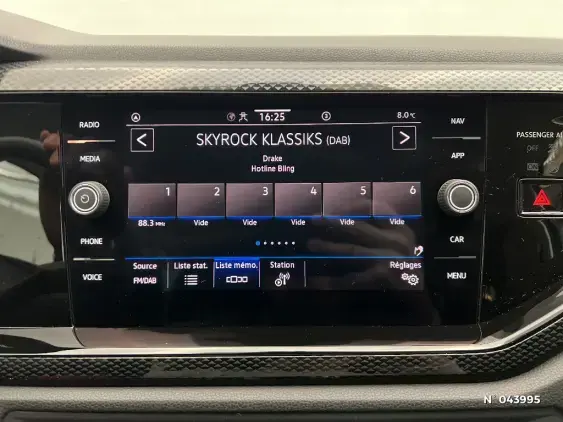 RADIO
MEDIA
PHONE
VOICE
16:25
8.0 °C
SKYROCK KLASSIKS (DAB)
Drake
Hotline Bling
1 2 3 4 5 6
88.3 MHz Vide Vide Vide Vide Vide
Source Liste stat. Liste mémo. Station Réglages
FM/DAB
NAV
APP
CAR
MENU
PASSENGER A
OFF
N° 043995